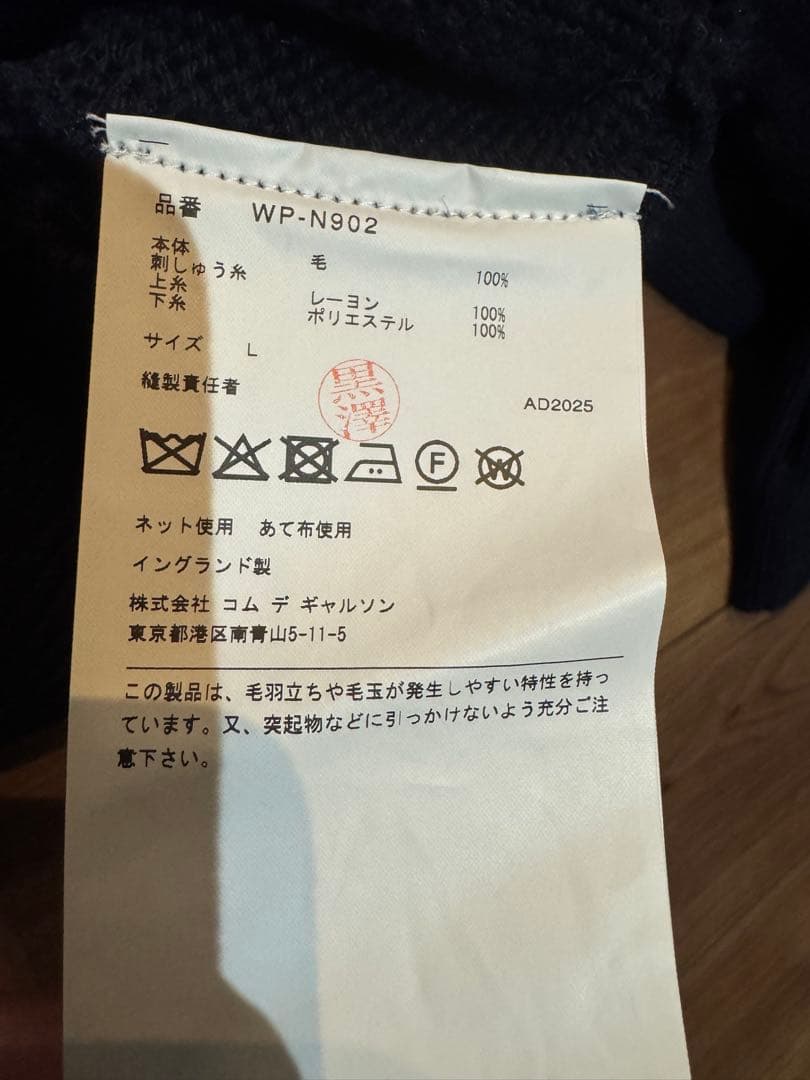 品番 WP-N902
本体 毛 100%
刺しゅう糸
上糸 レーヨン 100%
下糸 ポリエステル 100%
サイズ L
縫製責任者 黒澤 AD2025
F W
ネット使用 あて布使用
イングランド製
株式会社 コム デ ギャルソン
東京都港区南青山5-11-5
この製品は、毛羽立ちや毛玉が発生しやすい特性を持っ
ています。又、突起物などに引っかけないよう充分ご注
意下さい。